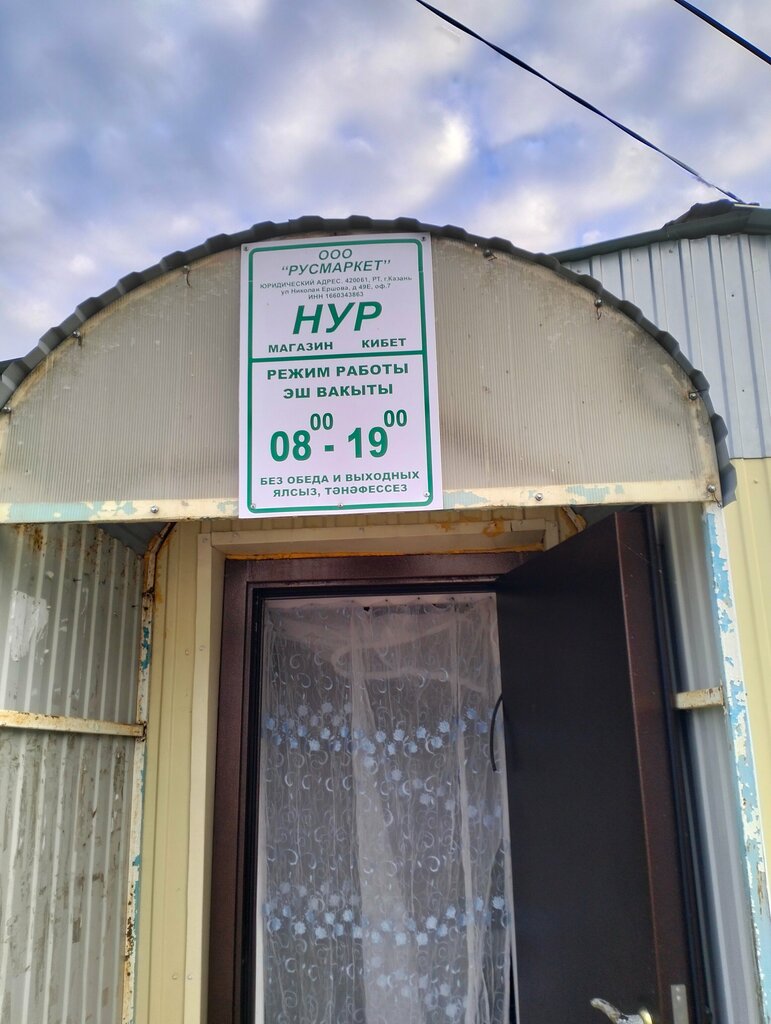 ООО
"РУСМАРКЕТ"
ЮРИДИЧЕСКИЙ АДРЕС. 420061, РТ, г.Казань
ул Николая Ершова, д 49Е, оф.7
ИНН 1660343863
НУР
МАГАЗИН КИБЕТ
РЕЖИМ РАБОТЫ
ЭШ ВАКЫТЫ
08 00 - 19 00
БЕЗ ОБЕДА И ВЫХОДНЫХ
ЯЛСЫЗ, ТӘНӘФЕССЕЗ